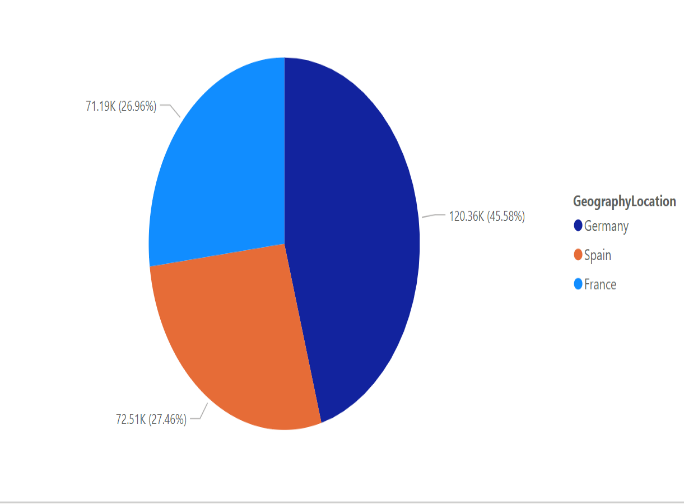 71.19K (26.96%)
120.36K (45.58%)
72.51K (27.46%)
GeographyLocation
Germany
Spain
France